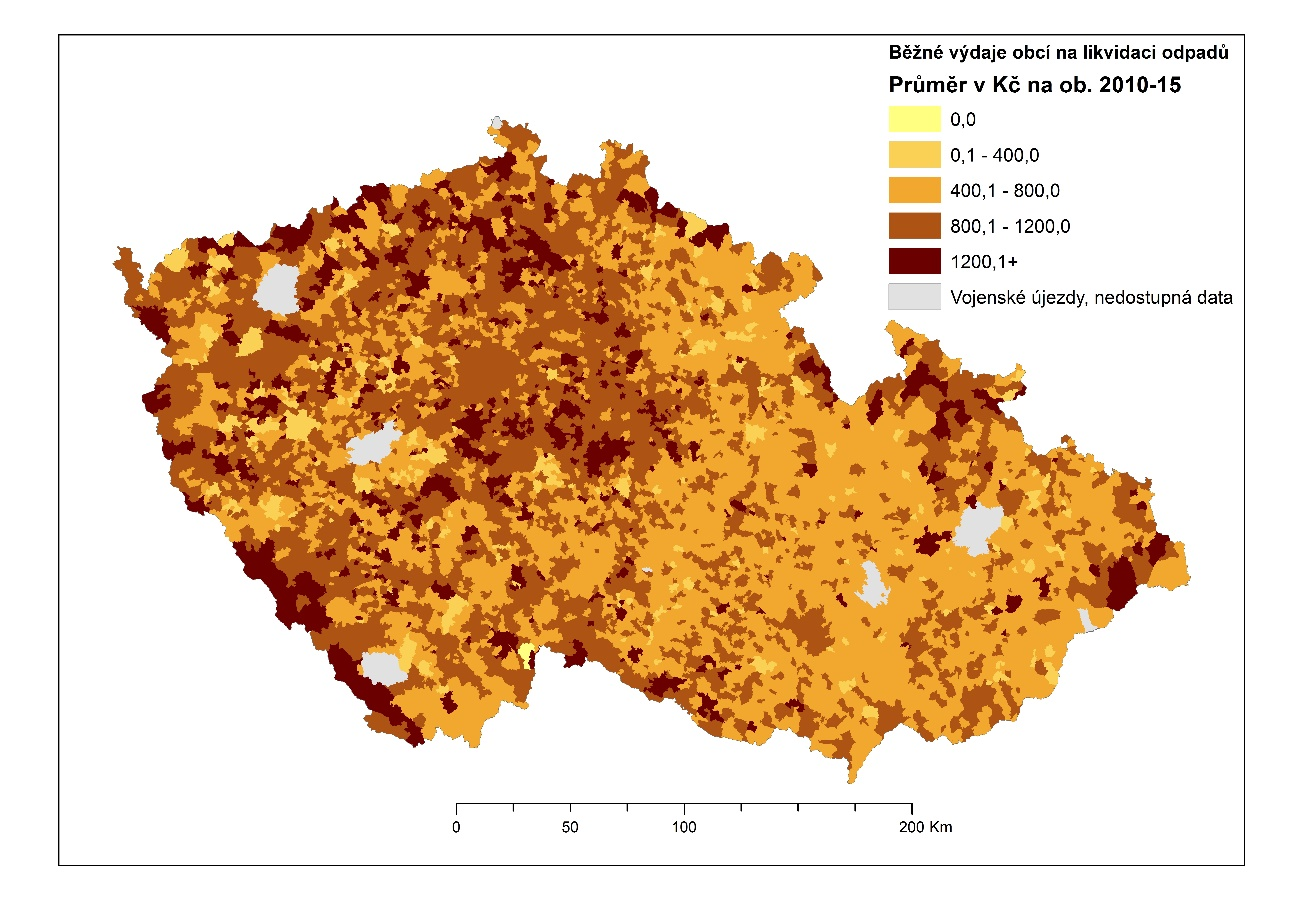 Běžné výdaje obcí na likvidaci odpadů
Průměr v Kč na ob. 2010-15
0,0
0,1 - 400,0
400,1 - 800,0
800,1 - 1200,0
1200,1+
Vojenské újezdy, nedostupná data
0 50 100 200 Km